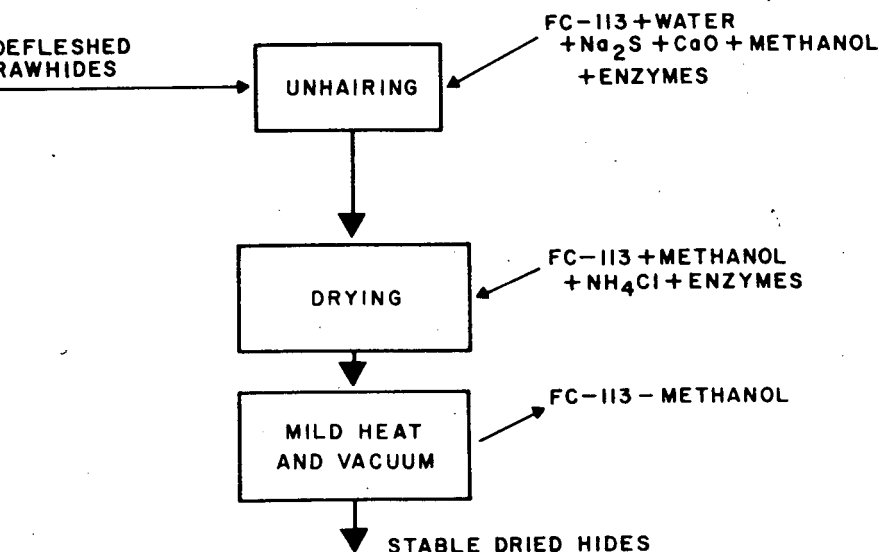 DEFLESHED
RAWHIDES
UNHAIRING
FC-113+WATER
+Na₂S+CaO+METHANOL
+ENZYMES
DRYING
FC-113+METHANOL
+NH₄Cl+ENZYMES
MILD HEAT
AND VACUUM
FC-113-METHANOL
STABLE DRIED HIDES